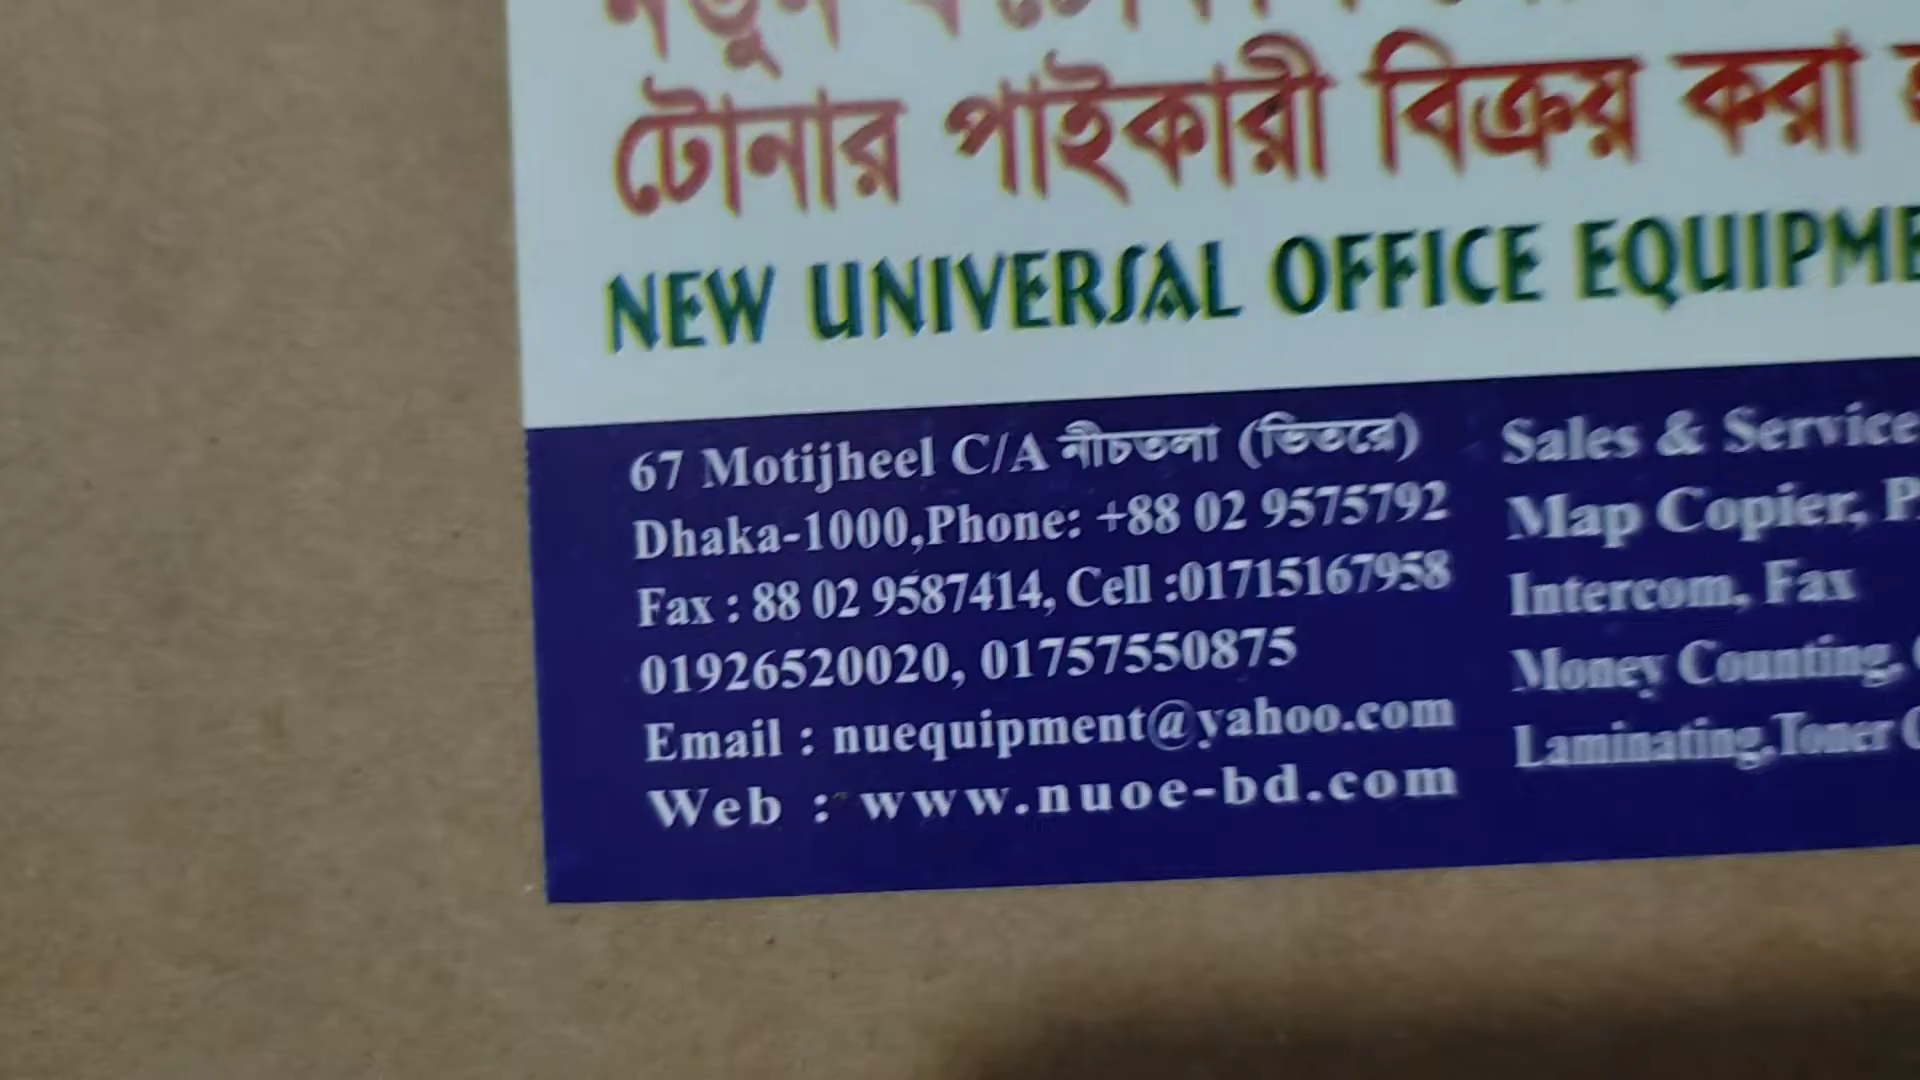 টোনার পাইকারী বিক্রয় করা
NEW UNIVERSAL OFFICE
67 Motijheel C/A নীচতলা (ভিতরে)
Dhaka-1000,Phone: +88 02 9575792
Fax : 88 02 9587414, Cell :01715167958
01926520020, 01757550875
Email : nuequipment@yahoo.com
Web : www.nuoe-bd.com
Sales & Service
Map Copier,
Intercom, Fax
Money Counting,
Laminating,Toner